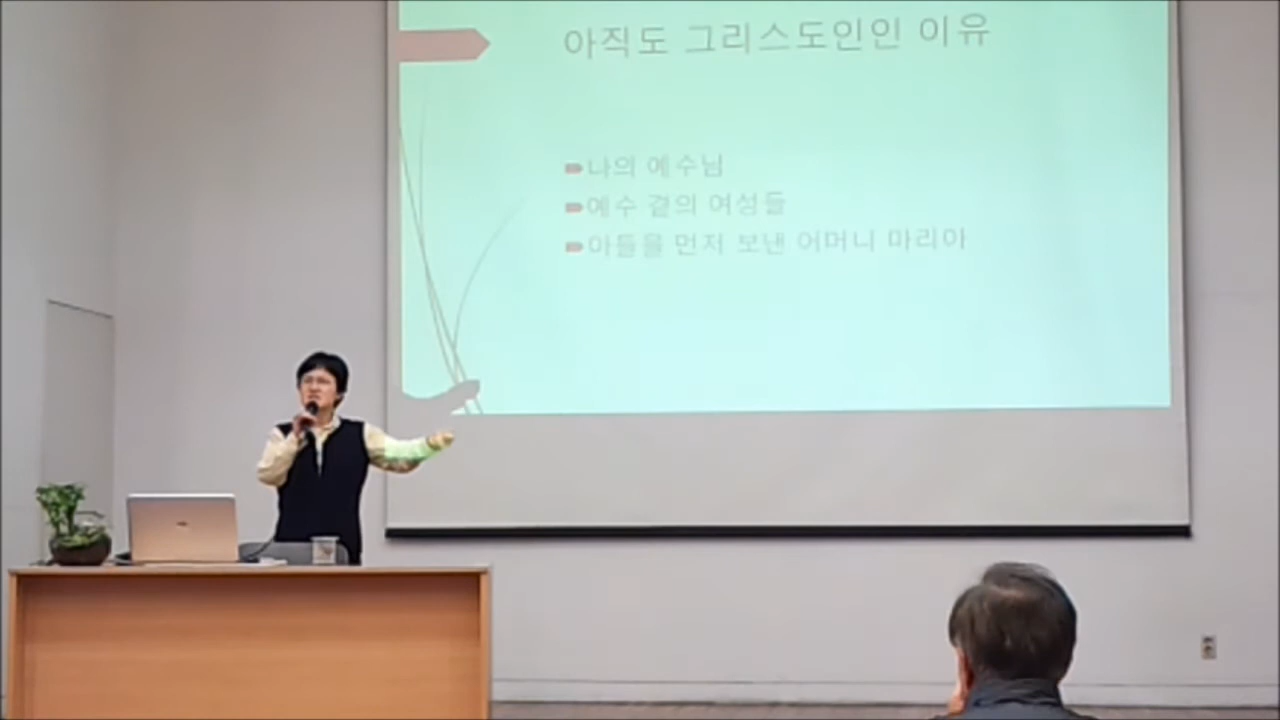 아직도 그리스도인인 이유
나의 예수님
예수 곁의 여성들
아들을 먼저 보낸 어머니 마리아